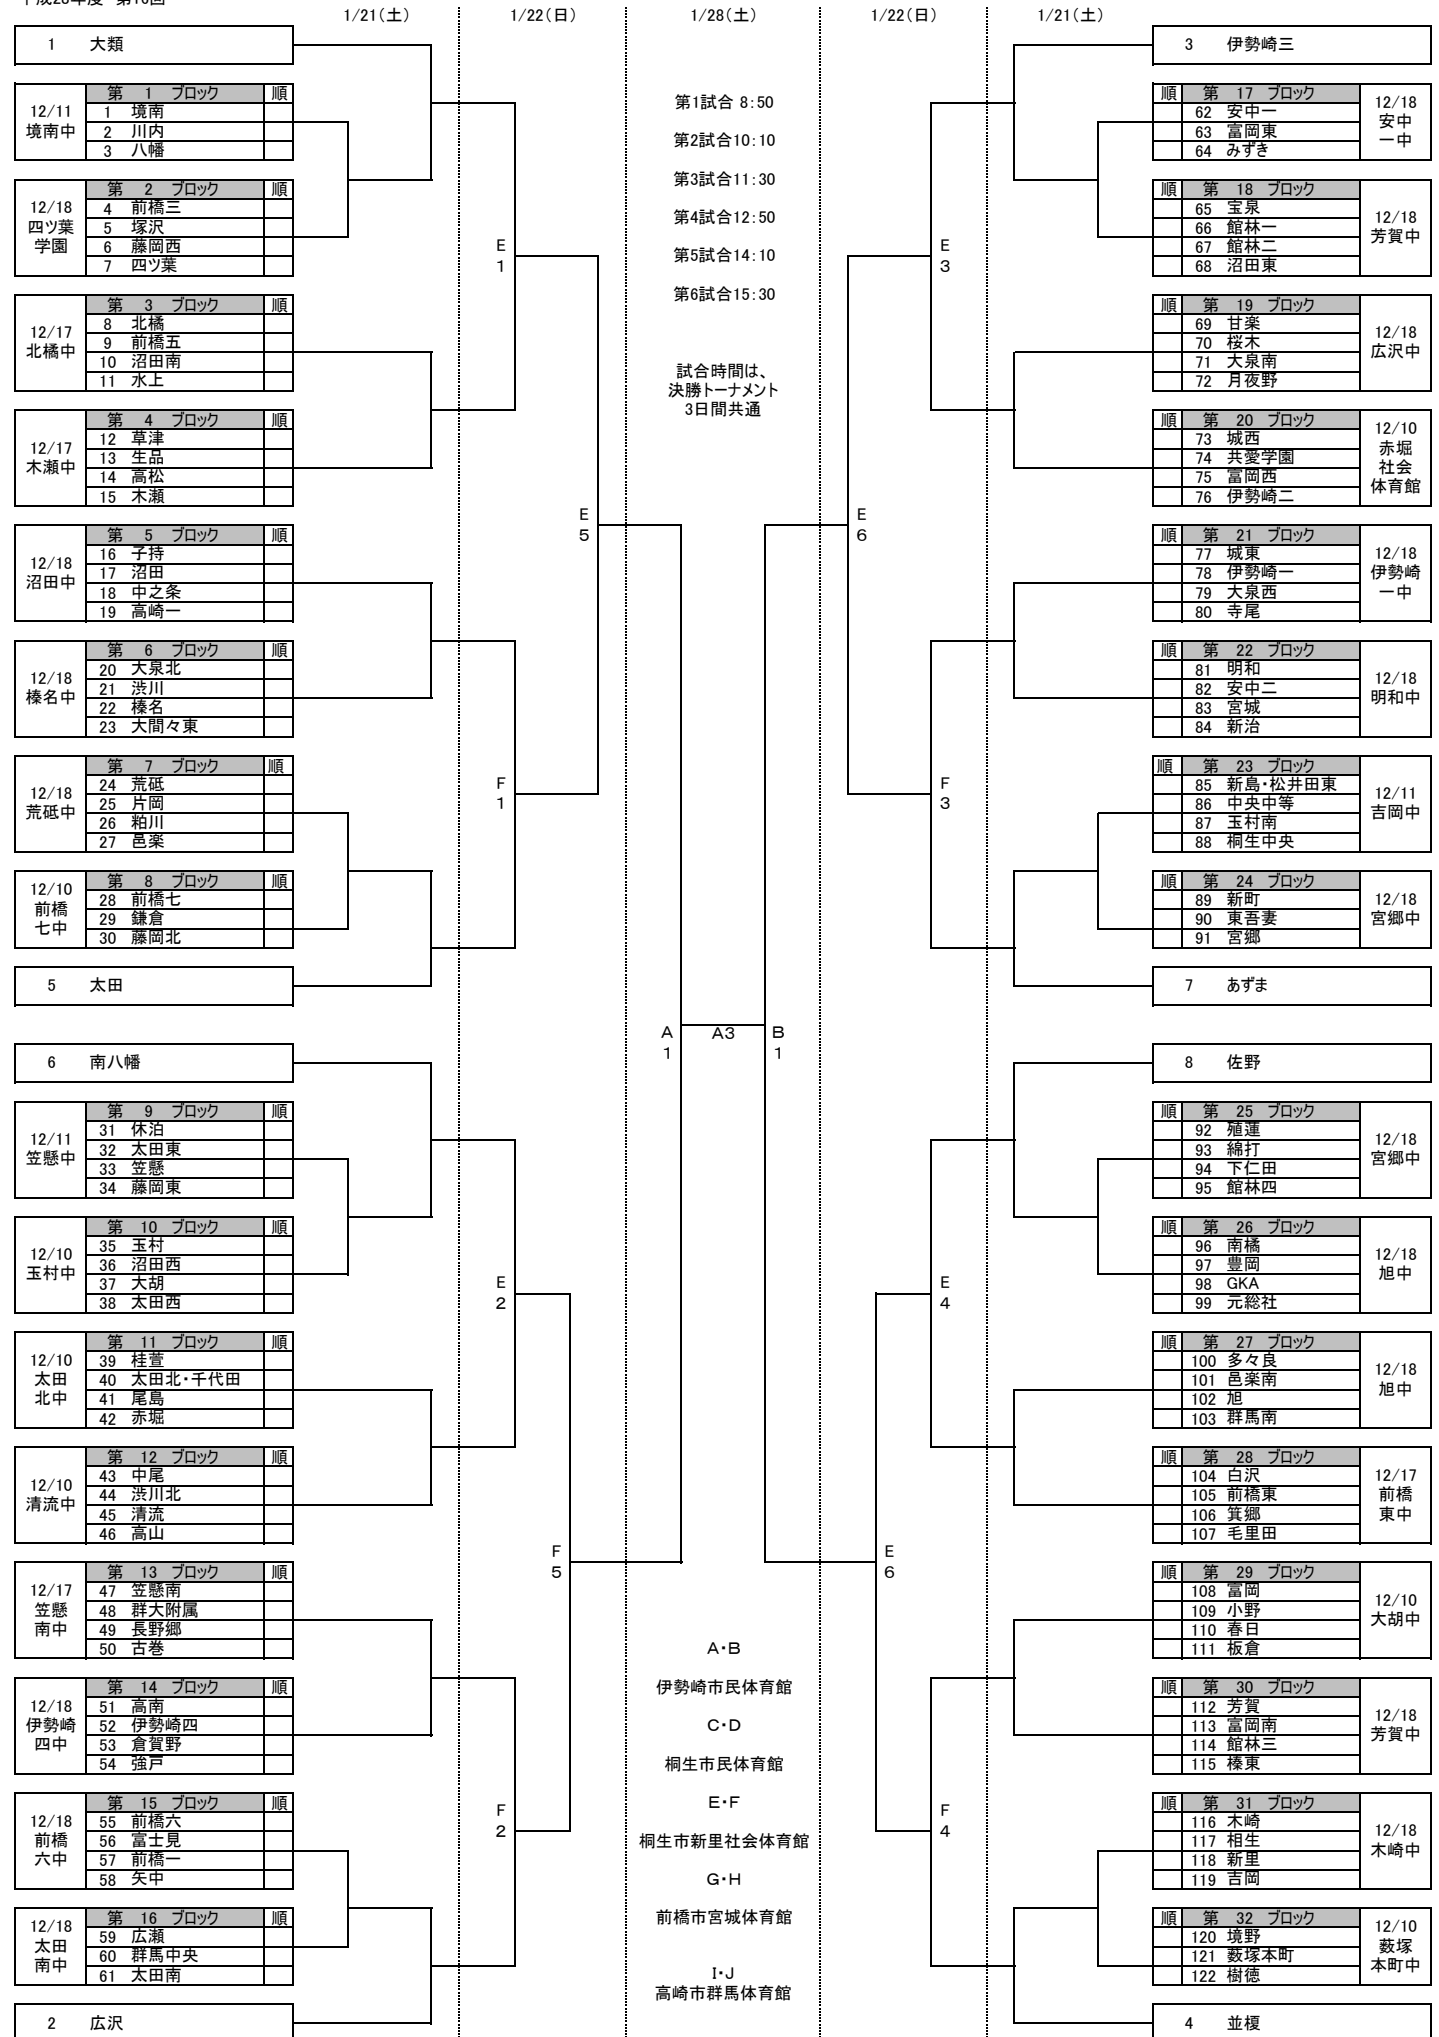 1/21(土) 1/22(日) 1/28(土) 1/22(日) 1/21(土)
1 大類
12/11
境南中
第 1 ブロック 順
1 境南
2 川内
3 八幡
12/18
四ツ葉
学園
第 2 ブロック 順
4 前橋三
5 塚沢
6 藤岡西
7 四ツ葉
12/17
北橘中
第 3 ブロック 順
8 北橘
9 前橋五
10 沼田南
11 水上
12/17
木瀬中
第 4 ブロック 順
12 草津
13 生品
14 高松
15 木瀬
12/18
沼田中
第 5 ブロック 順
16 子持
17 沼田
18 中之条
19 高崎一
12/18
榛名中
第 6 ブロック 順
20 大泉北
21 渋川
22 榛名
23 大間々東
12/18
荒砥中
第 7 ブロック 順
24 荒砥
25 片岡
26 粕川
27 邑楽
12/10
前橋
七中
第 8 ブロック 順
28 前橋七
29 鎌倉
30 藤岡北
5 太田
6 南八幡
12/11
笠懸中
第 9 ブロック 順
31 休泊
32 太田東
33 笠懸
34 藤岡東
12/10
玉村中
第 10 ブロック 順
35 玉村
36 沼田西
37 大胡
38 太田西
12/10
太田
北中
第 11 ブロック 順
39 桂萱
40 太田北・千代田
41 尾島
42 赤堀
12/10
清流中
第 12 ブロック 順
43 中尾
44 渋川北
45 清流
46 高山
12/17
笠懸
南中
第 13 ブロック 順
47 笠懸南
48 群大附属
49 長野郷
50 古巻
12/18
伊勢崎
四中
第 14 ブロック 順
51 高南
52 伊勢崎四
53 倉賀野
54 強戸
12/18
前橋
六中
第 15 ブロック 順
55 前橋六
56 富士見
57 前橋一
58 矢中
12/18
太田
南中
第 16 ブロック 順
59 広瀬
60 群馬中央
61 太田南
2 広沢
E
1
F
1
E
5
E
2
F
2
F
5
第1試合 8:50
第2試合10:10
第3試合11:30
第4試合12:50
第5試合14:10
第6試合15:30
試合時間は、
決勝トーナメント
3日間共通
A
1
A3
B
1
A・B
伊勢崎市民体育館
C・D
桐生市民体育館
E・F
桐生市新里社会体育館
G・H
前橋市宮城体育館
I・J
高崎市群馬体育館
E
3
E
6
F
3
E
4
E
6
F
4
3 伊勢崎三
順 第 17 ブロック
62 安中一
63 富岡東
64 みずき
12/18
安中
一中
順 第 18 ブロック
65 宝泉
66 館林一
67 館林二
68 沼田東
12/18
芳賀中
順 第 19 ブロック
69 甘楽
70 桜木
71 大泉南
72 月夜野
12/18
広沢中
順 第 20 ブロック
73 城西
74 共愛学園
75 富岡西
76 伊勢崎二
12/10
赤堀
社会
体育館
順 第 21 ブロック
77 城東
78 伊勢崎一
79 大泉西
80 寺尾
12/18
伊勢崎
一中
順 第 22 ブロック
81 明和
82 安中二
83 宮城
84 新治
12/18
明和中
順 第 23 ブロック
85 新島・松井田東
86 中央中等
87 玉村南
88 桐生中央
12/11
吉岡中
順 第 24 ブロック
89 新町
90 東吾妻
91 宮郷
12/18
宮郷中
7 あずま
8 佐野
順 第 25 ブロック
92 殖蓮
93 綿打
94 下仁田
95 館林四
12/18
宮郷中
順 第 26 ブロック
96 南橘
97 豊岡
98 GKA
99 元総社
12/18
旭中
順 第 27 ブロック
100 多々良
101 邑楽南
102 旭
103 群馬南
12/18
旭中
順 第 28 ブロック
104 白沢
105 前橋東
106 箕郷
107 毛里田
12/17
前橋
東中
順 第 29 ブロック
108 富岡
109 小野
110 春日
111 板倉
12/10
大胡中
順 第 30 ブロック
112 芳賀
113 富岡南
114 館林三
115 榛東
12/18
芳賀中
順 第 31 ブロック
116 木崎
117 相生
118 新里
119 吉岡
12/18
木崎中
順 第 32 ブロック
120 境野
121 薮塚本町
122 樹徳
12/10
薮塚
本町中
4 並榎